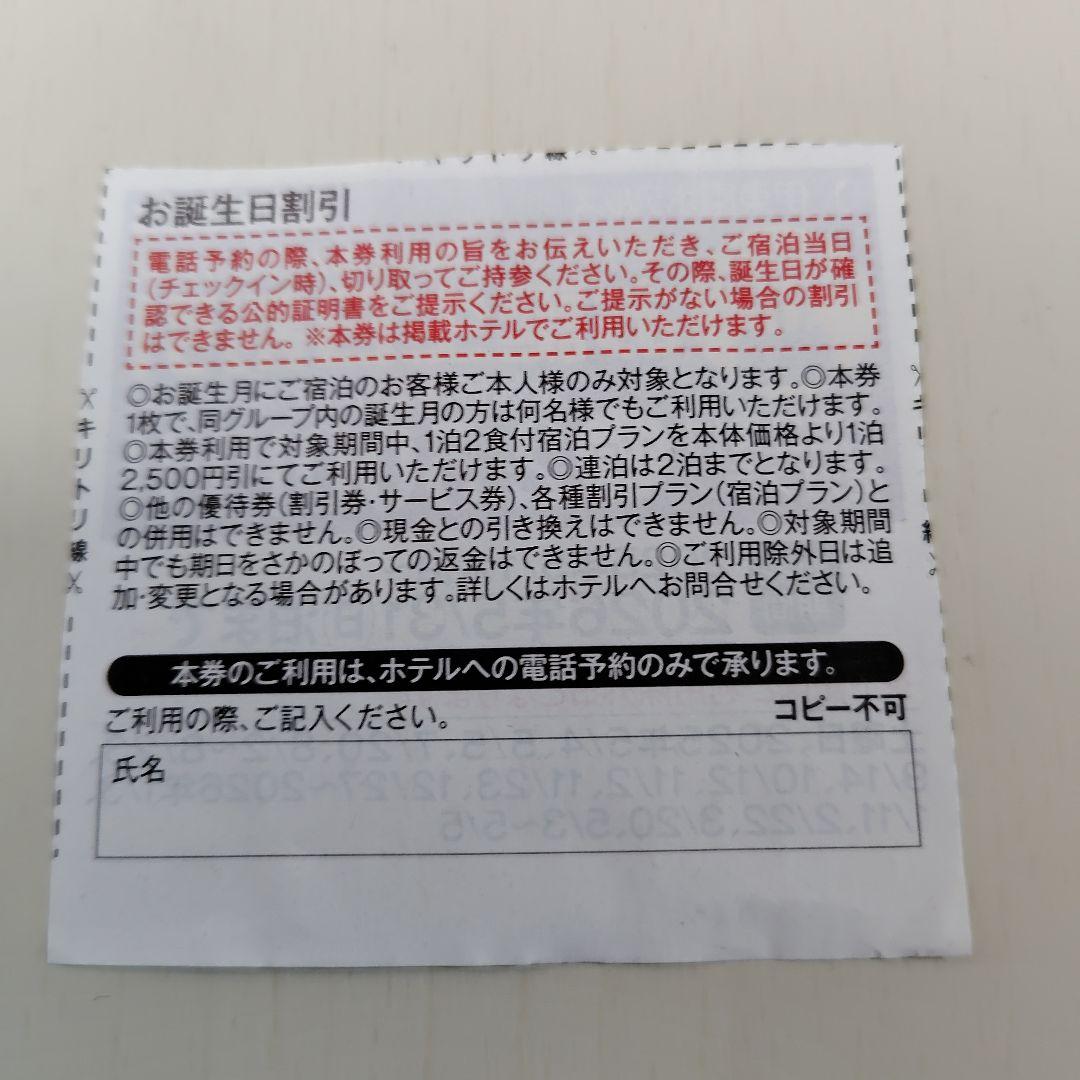 お誕生日割引
電話予約の際、本券利用の旨をお伝えいただき、ご宿泊当日
(チェックイン時)、切り取ってご持参ください。その際、誕生日が確
認できる公的証明書をご提示ください。ご提示がない場合の割引
はできません。※本券は掲載ホテルでご利用いただけます。
◎お誕生月にご宿泊のお客様ご本人様のみ対象となります。◎本券
1枚で、同グループ内の誕生月の方は何名様でもご利用いただけます。
◎本券利用で対象期間中、1泊2食付宿泊プランを本体価格より1泊
2,500円引にてご利用いただけます。◎連泊は2泊までとなります。
◎他の優待券(割引券・サービス券)、各種割引プラン(宿泊プラン)と
の併用はできません。◎現金との引き換えはできません。◎対象期間
中でも期日をさかのぼっての返金はできません。◎ご利用除外日は追
加・変更となる場合があります。詳しくはホテルへお問合せください。
本券のご利用は、ホテルへの電話予約のみで承ります。
ご利用の際、ご記入ください。
コピー不可
氏名
キリトリ線